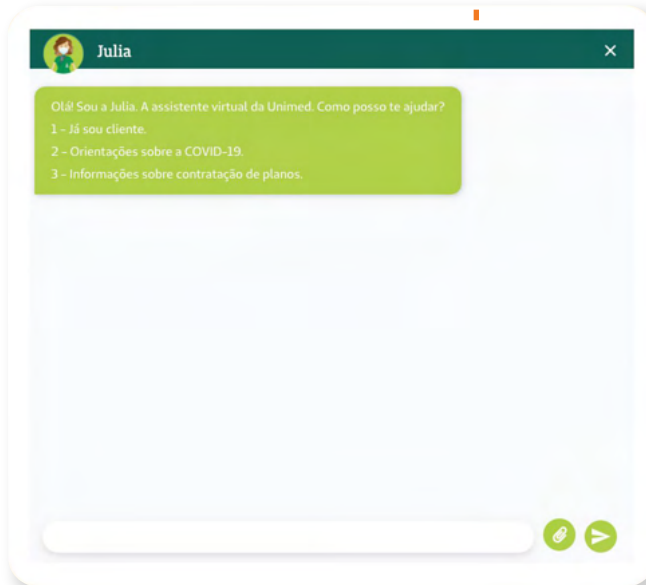 Julia
Olá! Sou a Julia. A assistente virtual da Unimed. Como posso te ajudar?
1 - Já sou cliente.
2 - Orientações sobre a COVID-19.
3 - Informações sobre contratação de planos.